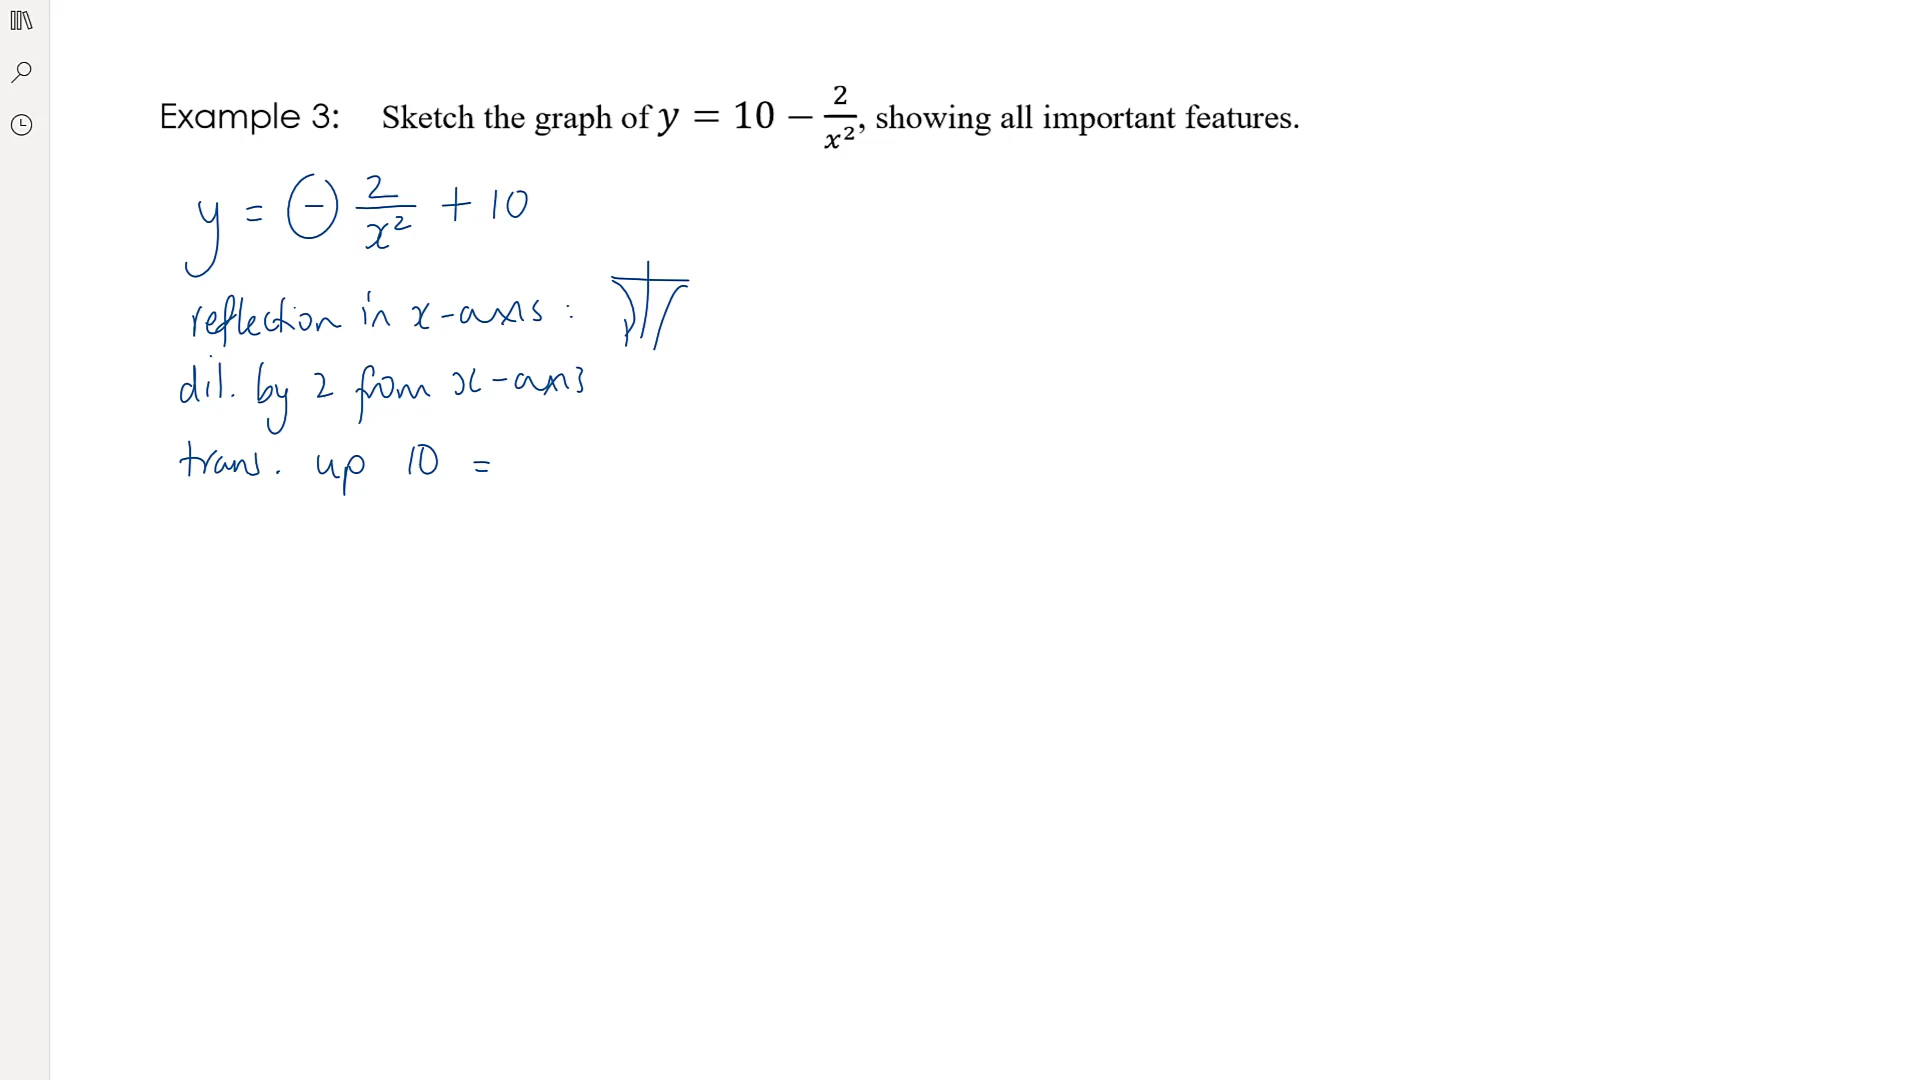 Example 3: Sketch the graph of y = 10 − 2/x², showing all important features.
y = − 2/x² + 10
reflection in x-axis :
dil. by 2 from x-axis
trans. up 10 =